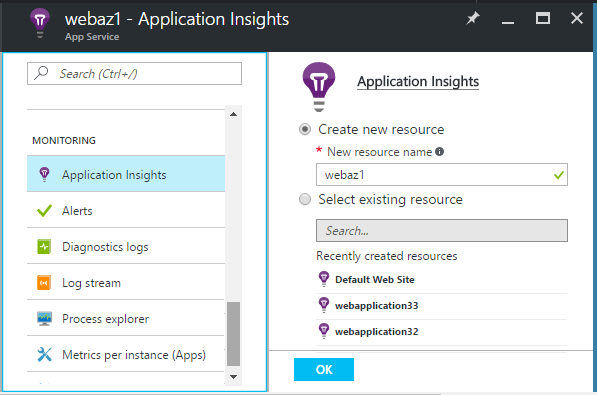 webaz1 - Application Insights
App Service
Search (Ctrl+/)
MONITORING
Application Insights
Alerts
Diagnostics logs
Log stream
Process explorer
Metrics per instance (Apps)
Application Insights
Create new resource
* New resource name
webaz1
Select existing resource
Search...
Recently created resources
Default Web Site
webapplication33
webapplication32
OK